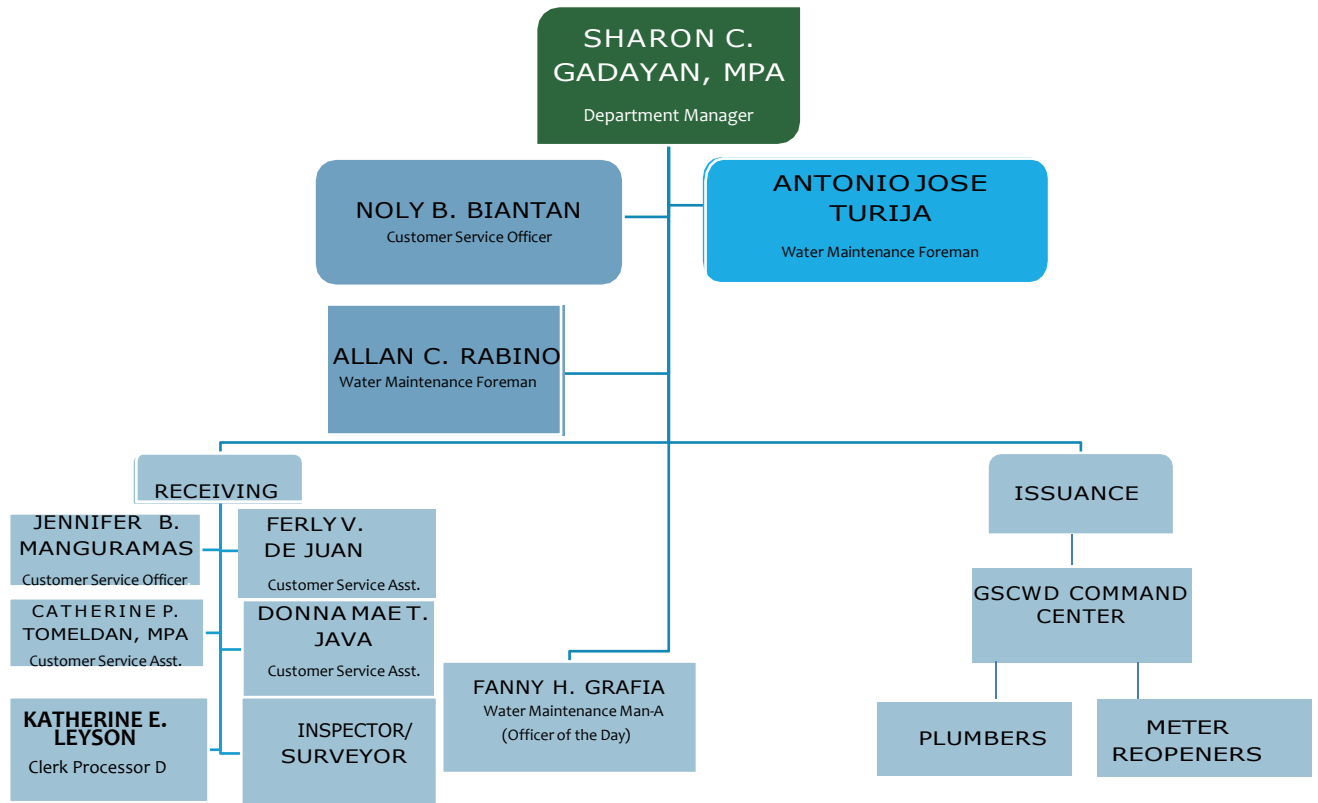 SHARON C.
GADAYAN, MPA
Department Manager
NOLY B. BIANTAN
Customer Service Officer
ANTONIO JOSE
TURIJA
Water Maintenance Foreman
ALLAN C. RABINO
Water Maintenance Foreman
RECEIVING
JENNIFER B.
MANGURAMAS
Customer Service Officer
FERLY V.
DE JUAN
Customer Service Asst.
CATHERINE P.
TOMELDAN, MPA
Customer Service Asst.
DONNA MAE T.
JAVA
Customer Service Asst.
KATHERINE E.
LEYSON
Clerk Processor D
INSPECTOR/
SURVEYOR
FANNY H. GRAFIA
Water Maintenance Man-A
(Officer of the Day)
ISSUANCE
GSCWD COMMAND
CENTER
PLUMBERS
METER
REOPENERS